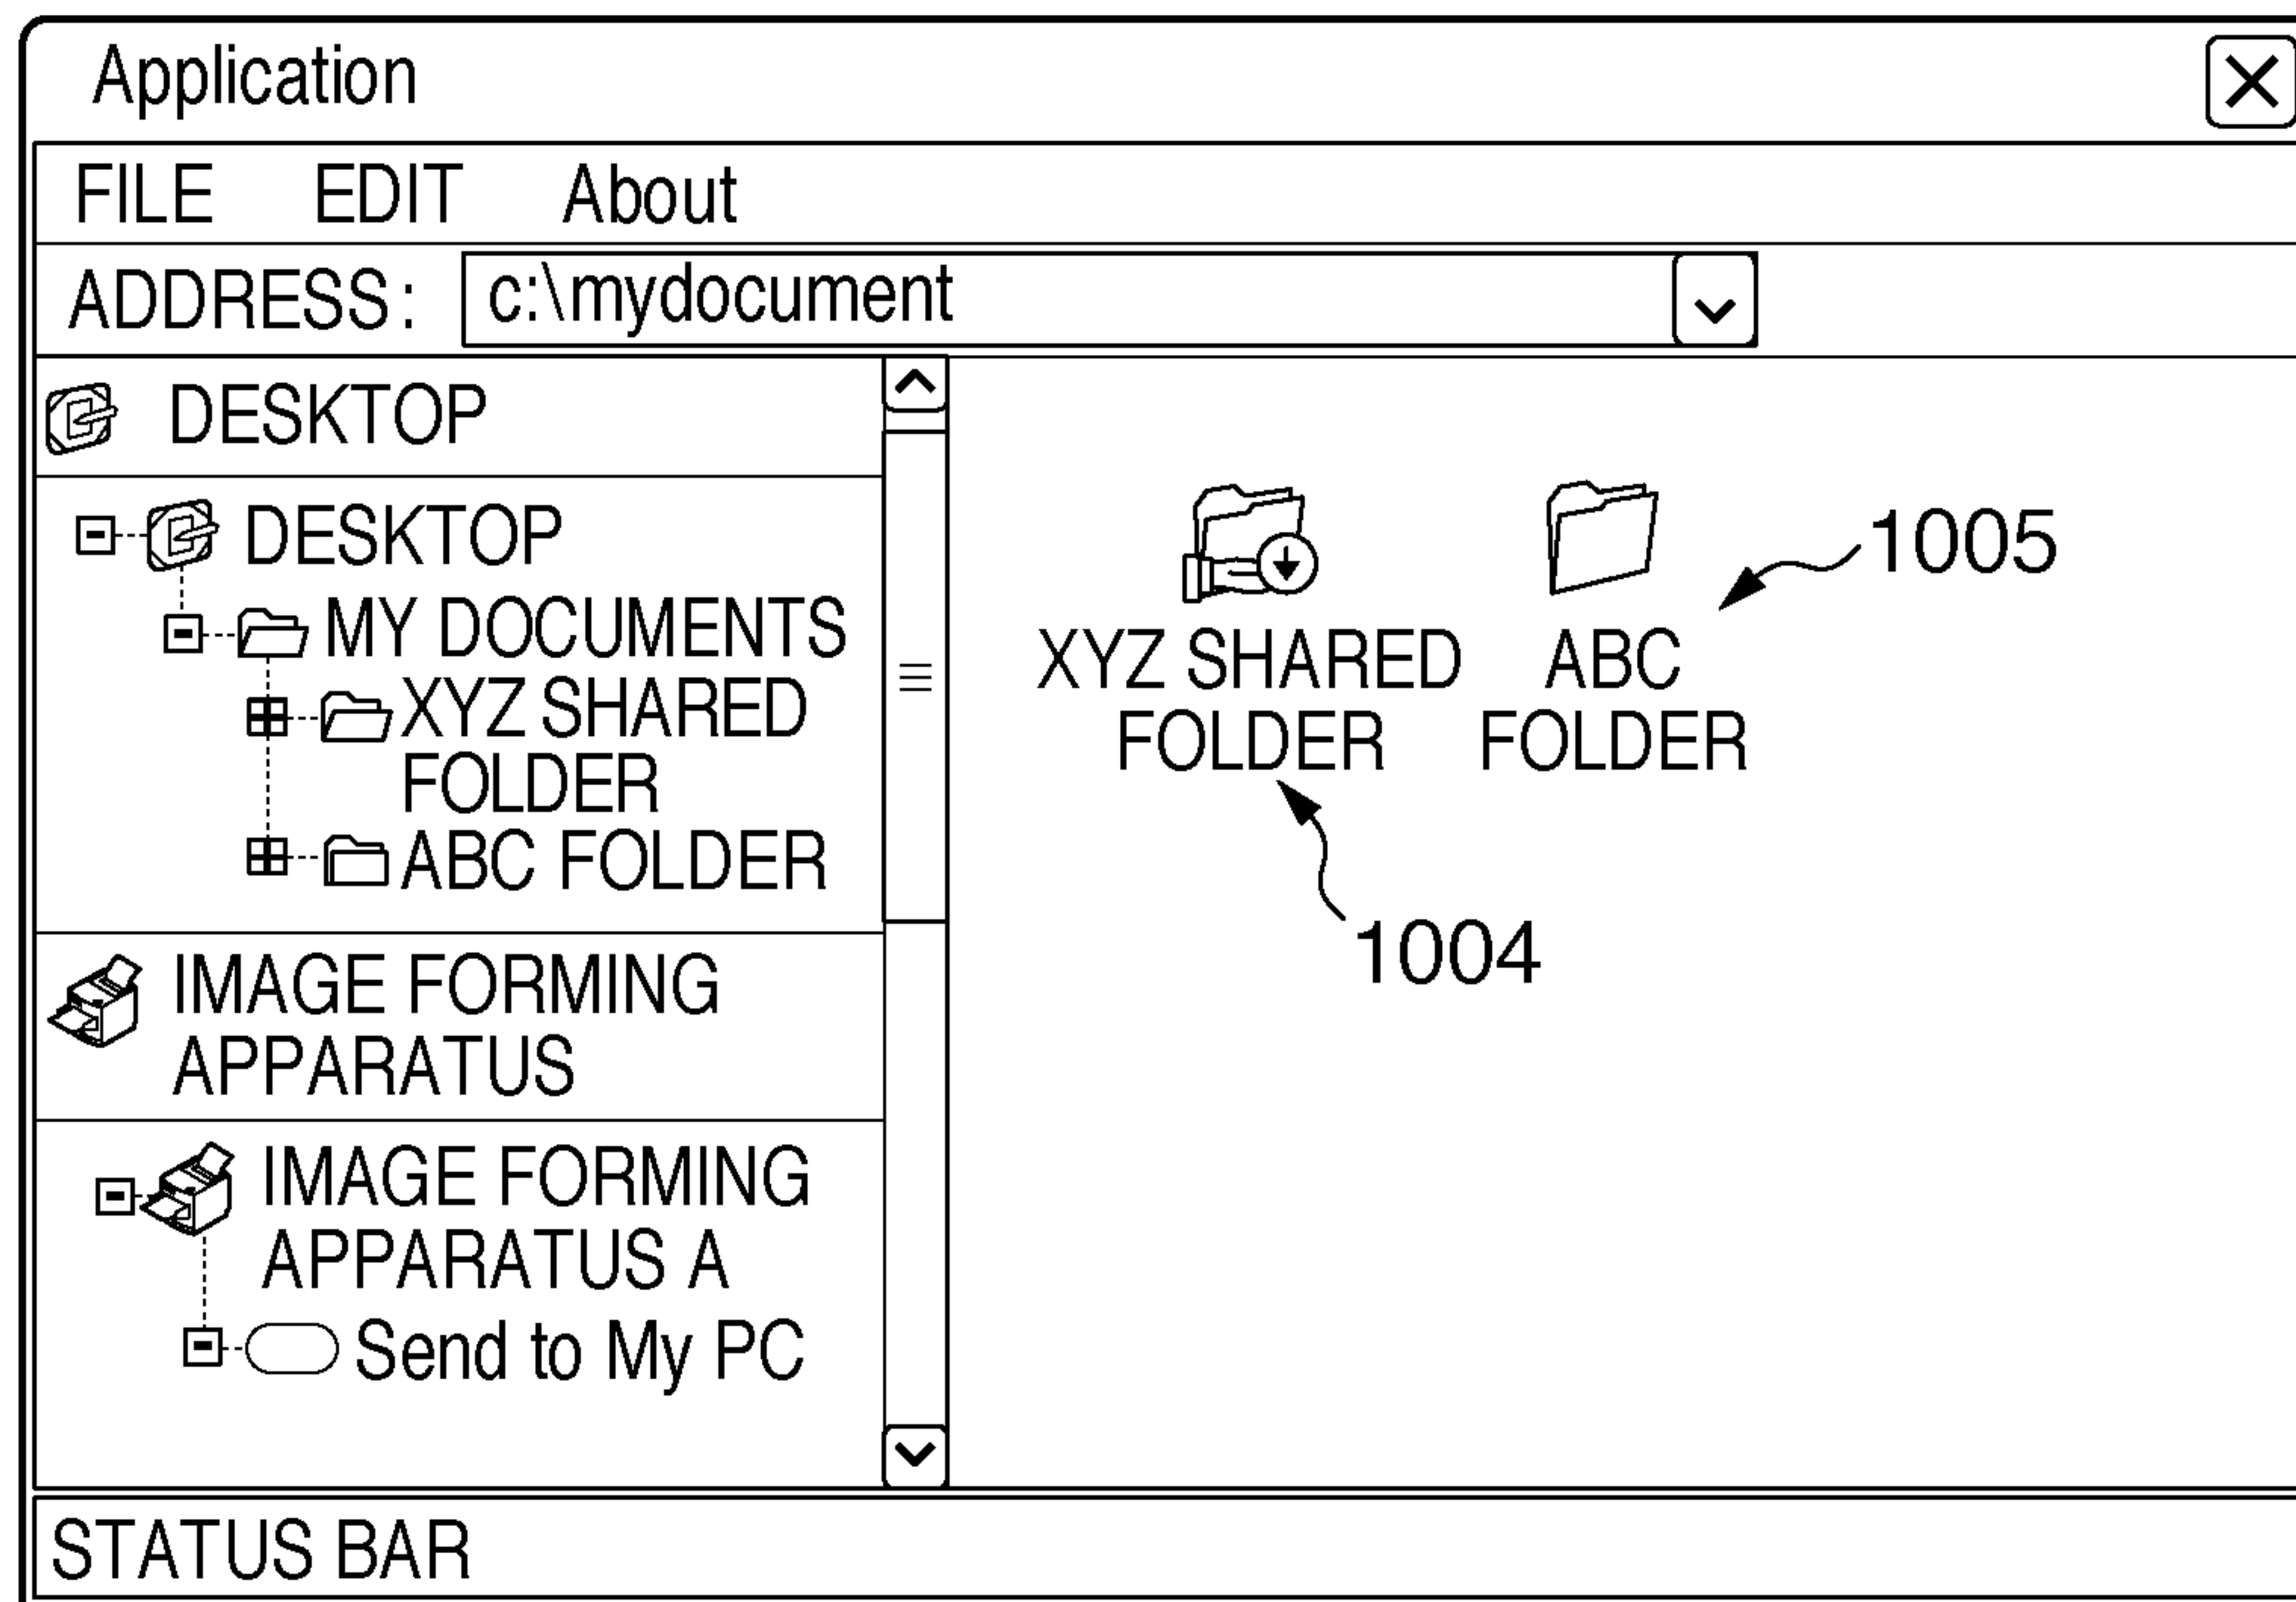 Application
FILE EDIT About
ADDRESS: c:\mydocument
DESKTOP
DESKTOP
MY DOCUMENTS
XYZ SHARED
FOLDER
ABC FOLDER
IMAGE FORMING
APPARATUS
IMAGE FORMING
APPARATUS A
Send to My PC
XYZ SHARED
FOLDER
1004
ABC
FOLDER
1005
STATUS BAR